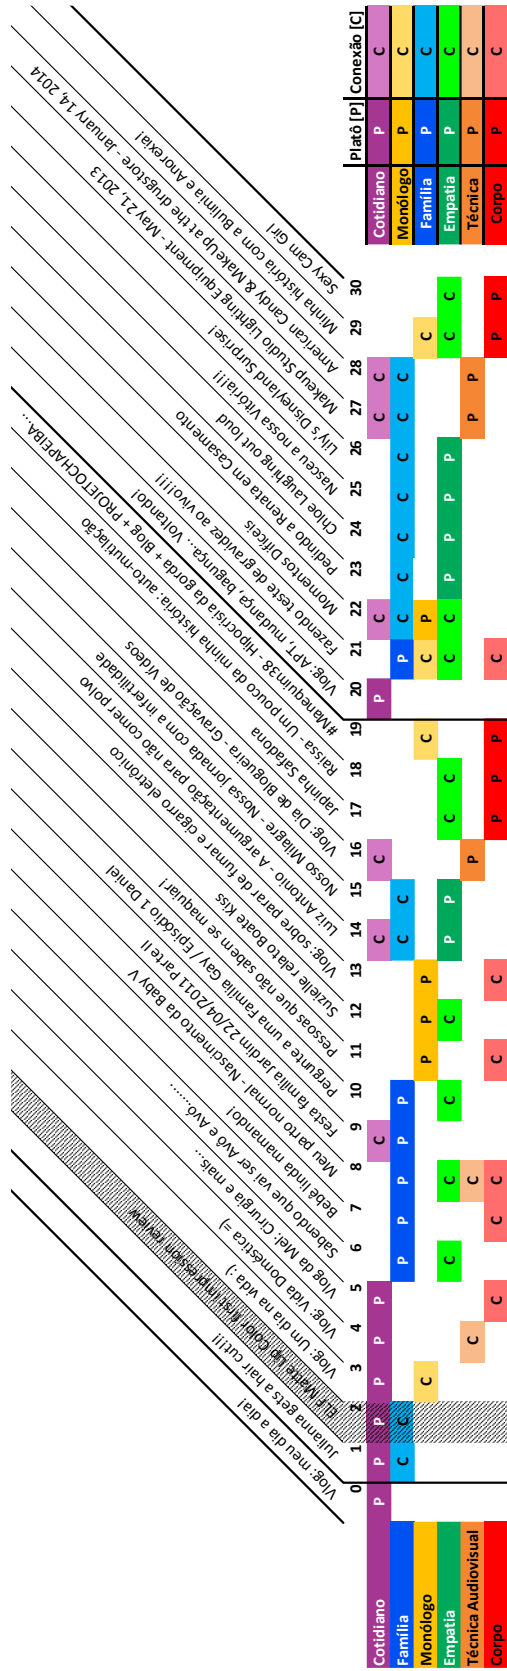 Vlog: meu dia a dia!
Julianna gets a hair cut!!!
ELF Matte Lip Color first impression review
Vlog: Um dia na vida :)
Vlog: Vida Doméstica =)
Vlog da Mel: Cirurgia e mais...
Sabendo que vai ser Avô e Avó.......
Bebê linda mamando!
Meu parto normal - Nascimento da Baby V
Festa família Jardim 22/04/2011 Parte II
Pergunte a uma Família Gay / Episódio 1 Daniel
Pessoas que não sabem se maquiar!
Suzielle relato Boate Kiss
Vlog: sobre parar de fumar e cigarro eletrônico
Luiz Antonio - A argumentação para não comer polvo
Nosso Milagre - Nossa jornada com a infertilidade
Vlog: Dia de Blogueira - Gravação de Vídeos
Japinha Safadona
Raissa - Um pouco da minha história: auto-mutilação
#Manequim38 - Hipocrisia da gorda + Blog + PROJETOCHAPEIBA...
Vlog: APT, mudança, bagunça... Voltando!
Fazendo teste de gravidez ao vivo!!!!
Momentos Difíceis
Pedindo a Renata em Casamento
Chloe Laughing out loud
Nasceu a nossa Vitória!!!
Lily's Disneyland Surprise!
Makeup Studio Lighting Equipment - May 21, 2013
American Candy & MakeUp at the drugstore - January 14, 2014
Minha história com a Bulimia e Anorexia!
Sexy Cam Girl
0 1 2 3 4 5 6 7 8 9 10 11 12 13 14 15 16 17 18 19 20 21 22 23 24 25 26 27 28 29 30 Platô [P] Conexão [C]
Cotidiano P P P P P P C C C P C C C Cotidiano P C
Família C C P P P P P C C P C C C C C C C Monólogo P C
Monólogo C P P P C C P C Família P C
Empatia C C C C P P C C C C P P P P C C Empatia P C
Técnica Audiovisual C C P P P Técnica P C
Corpo C C C C C P P P C P P Corpo P C